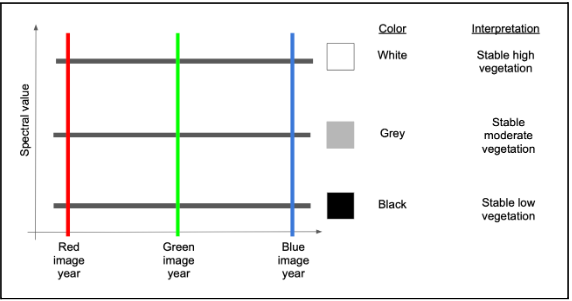 Color
Interpretation
White
Stable high
vegetation
Grey
Stable
moderate
vegetation
Black
Stable low
vegetation
Spectral value
Red
image
year
Green
image
year
Blue
image
year